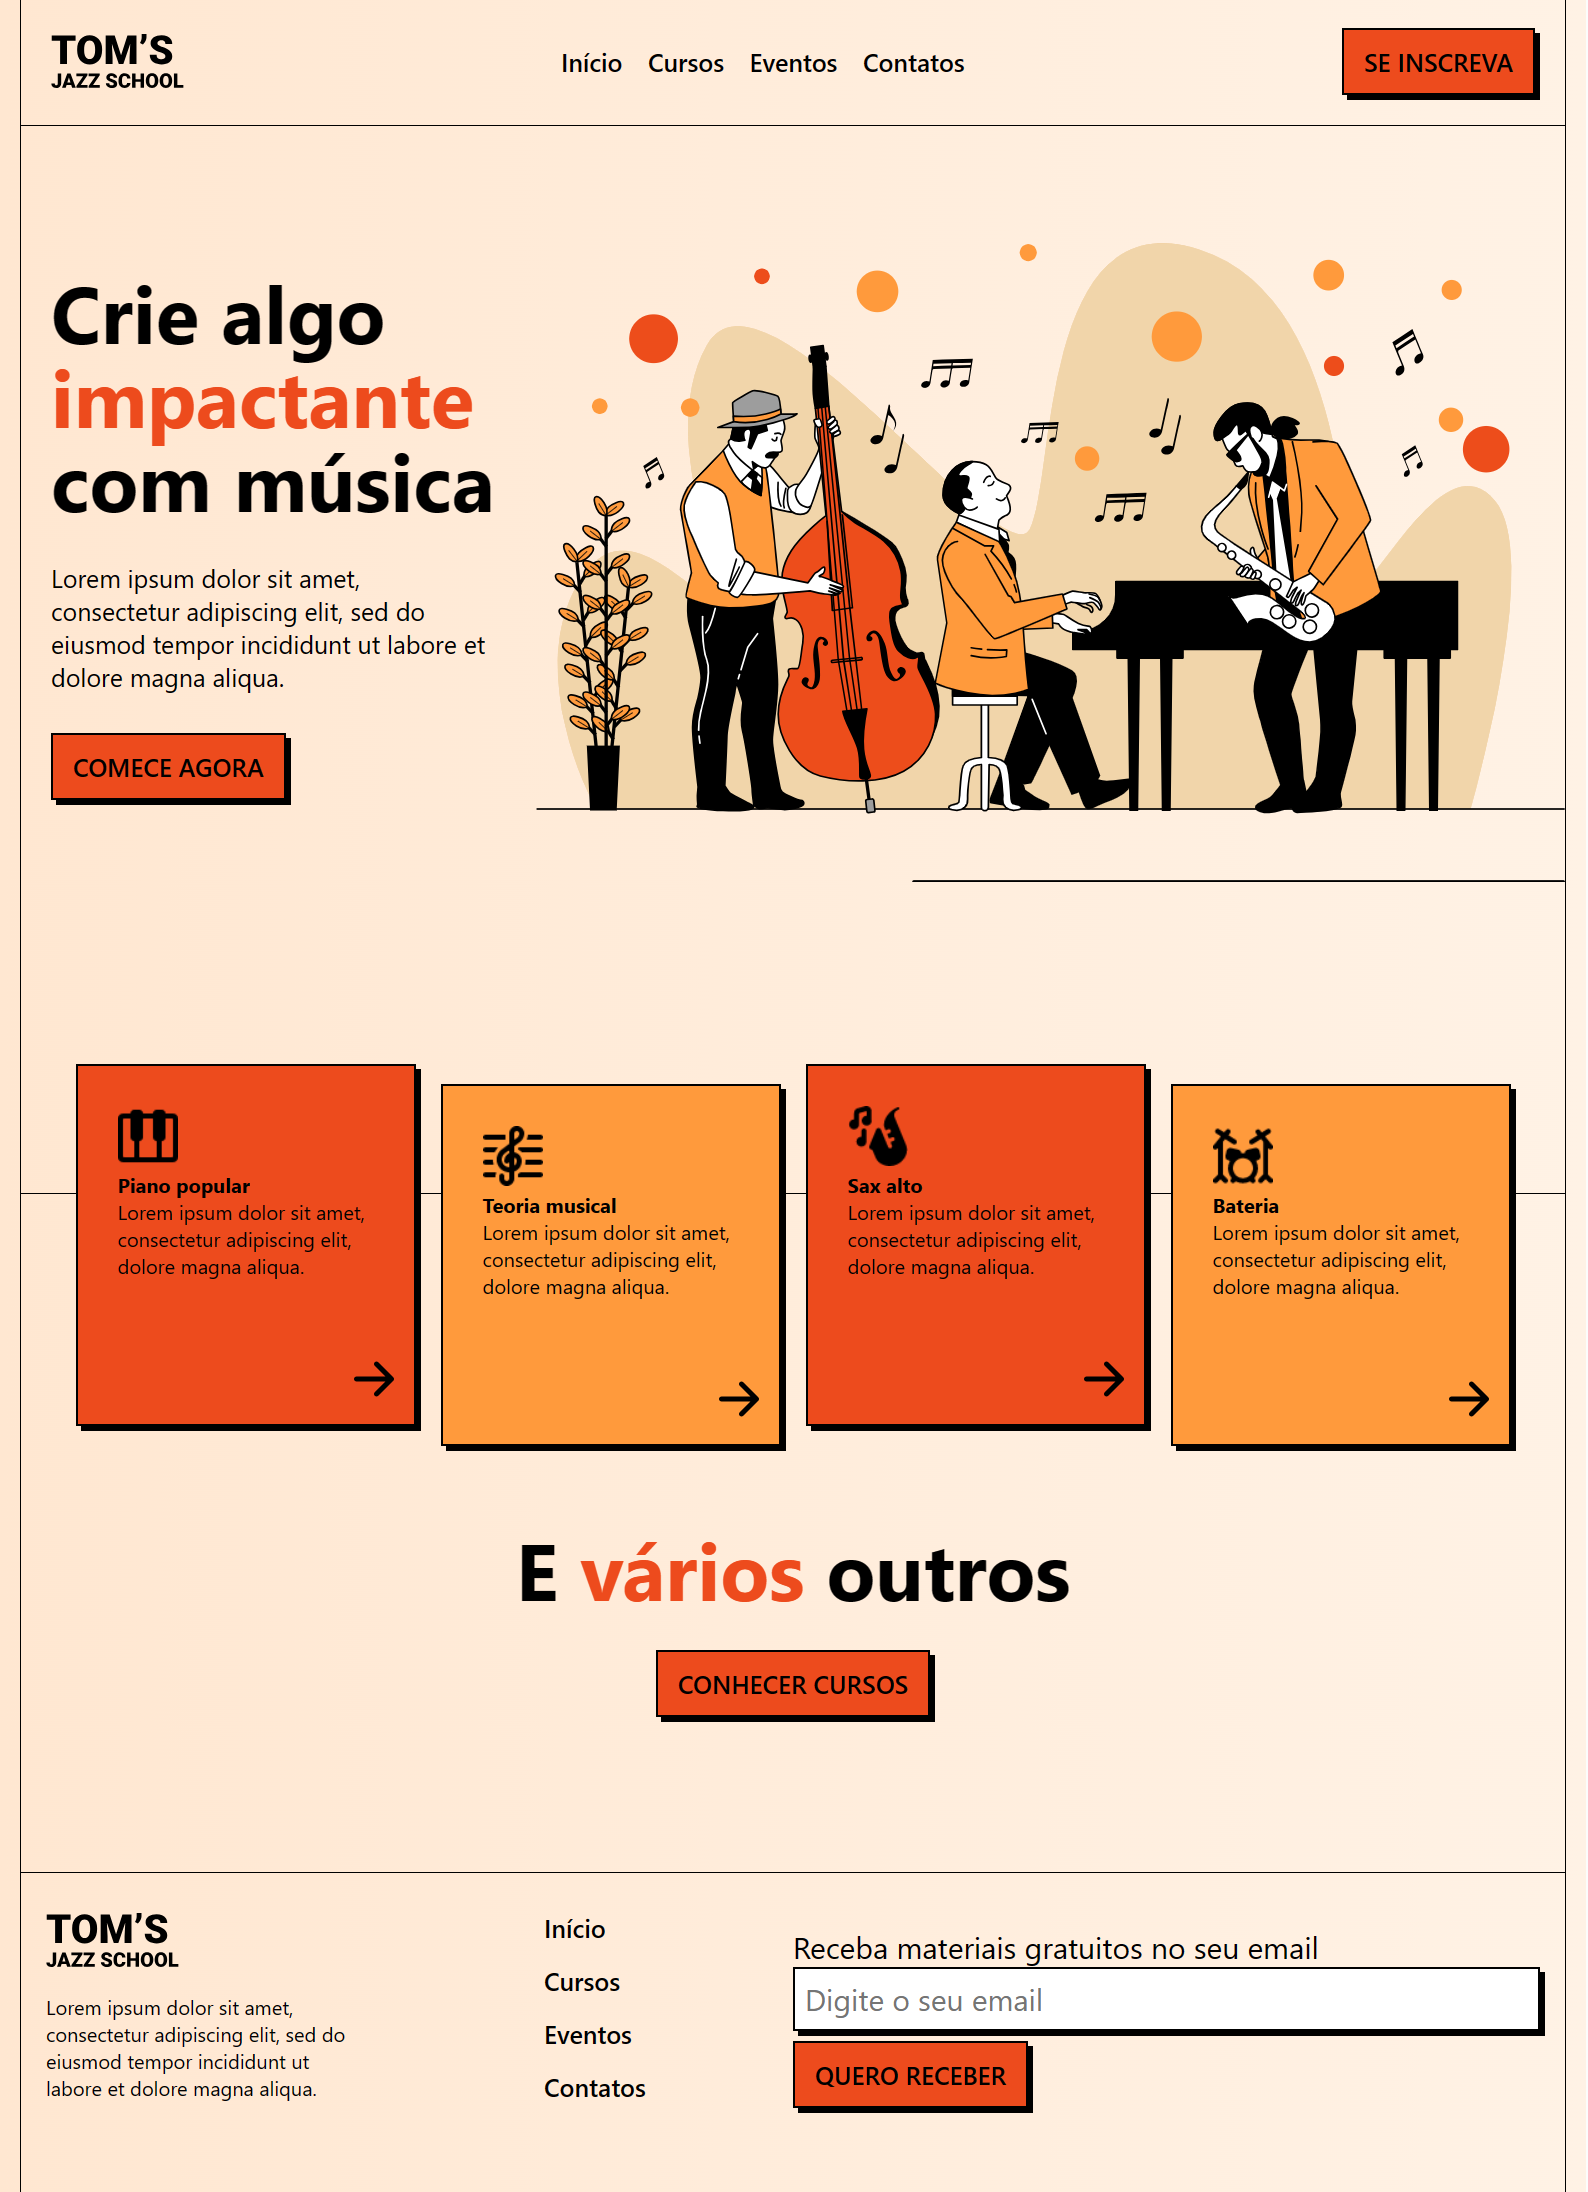 TOM’S
JAZZ SCHOOL
Início Cursos Eventos Contatos
SE INSCREVA
Crie algo
impactante
com música
Lorem ipsum dolor sit amet,
consectetur adipiscing elit, sed do
eiusmod tempor incididunt ut labore et
dolore magna aliqua.
COMECE AGORA
Piano popular
Lorem ipsum dolor sit amet,
consectetur adipiscing elit,
dolore magna aliqua.
Teoria musical
Lorem ipsum dolor sit amet,
consectetur adipiscing elit,
dolore magna aliqua.
Sax alto
Lorem ipsum dolor sit amet,
consectetur adipiscing elit,
dolore magna aliqua.
Bateria
Lorem ipsum dolor sit amet,
consectetur adipiscing elit,
dolore magna aliqua.
E vários outros
CONHECER CURSOS
TOM’S
JAZZ SCHOOL
Lorem ipsum dolor sit amet,
consectetur adipiscing elit, sed do
eiusmod tempor incididunt ut
labore et dolore magna aliqua.
Início
Cursos
Eventos
Contatos
Receba materiais gratuitos no seu email
Digite o seu email
QUERO RECEBER